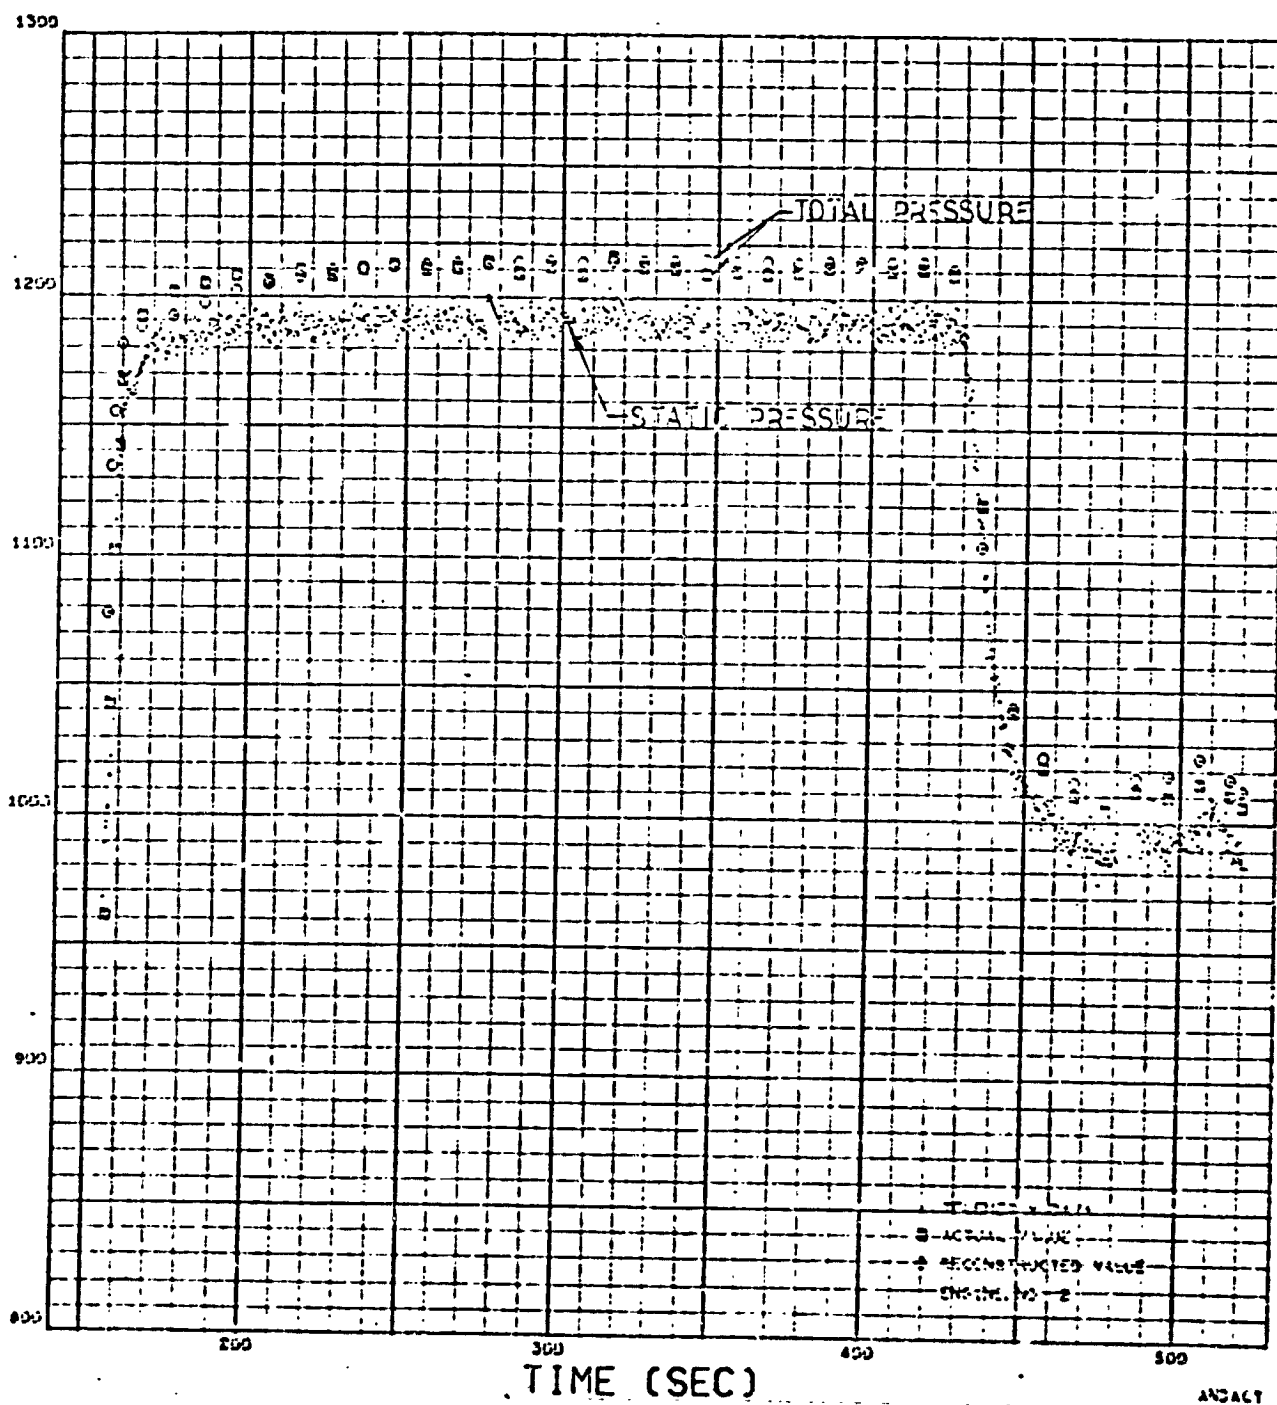 1300
TOTAL PRESSURE
1200
STATIC PRESSURE
1100
1000
900
ACTUAL VALUE
RECONSTRUCTED VALUE
ENGINE NO 2
800
200 300 400 500
TIME (SEC)